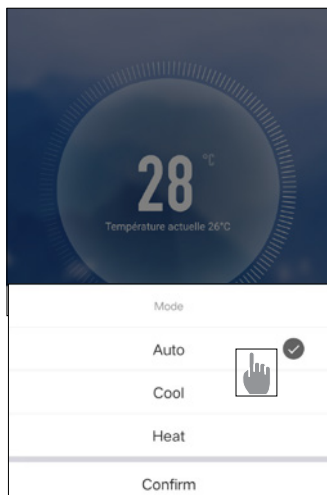 28 °C
Température actuelle 26°C
Mode
Auto
Cool
Heat
Confirm